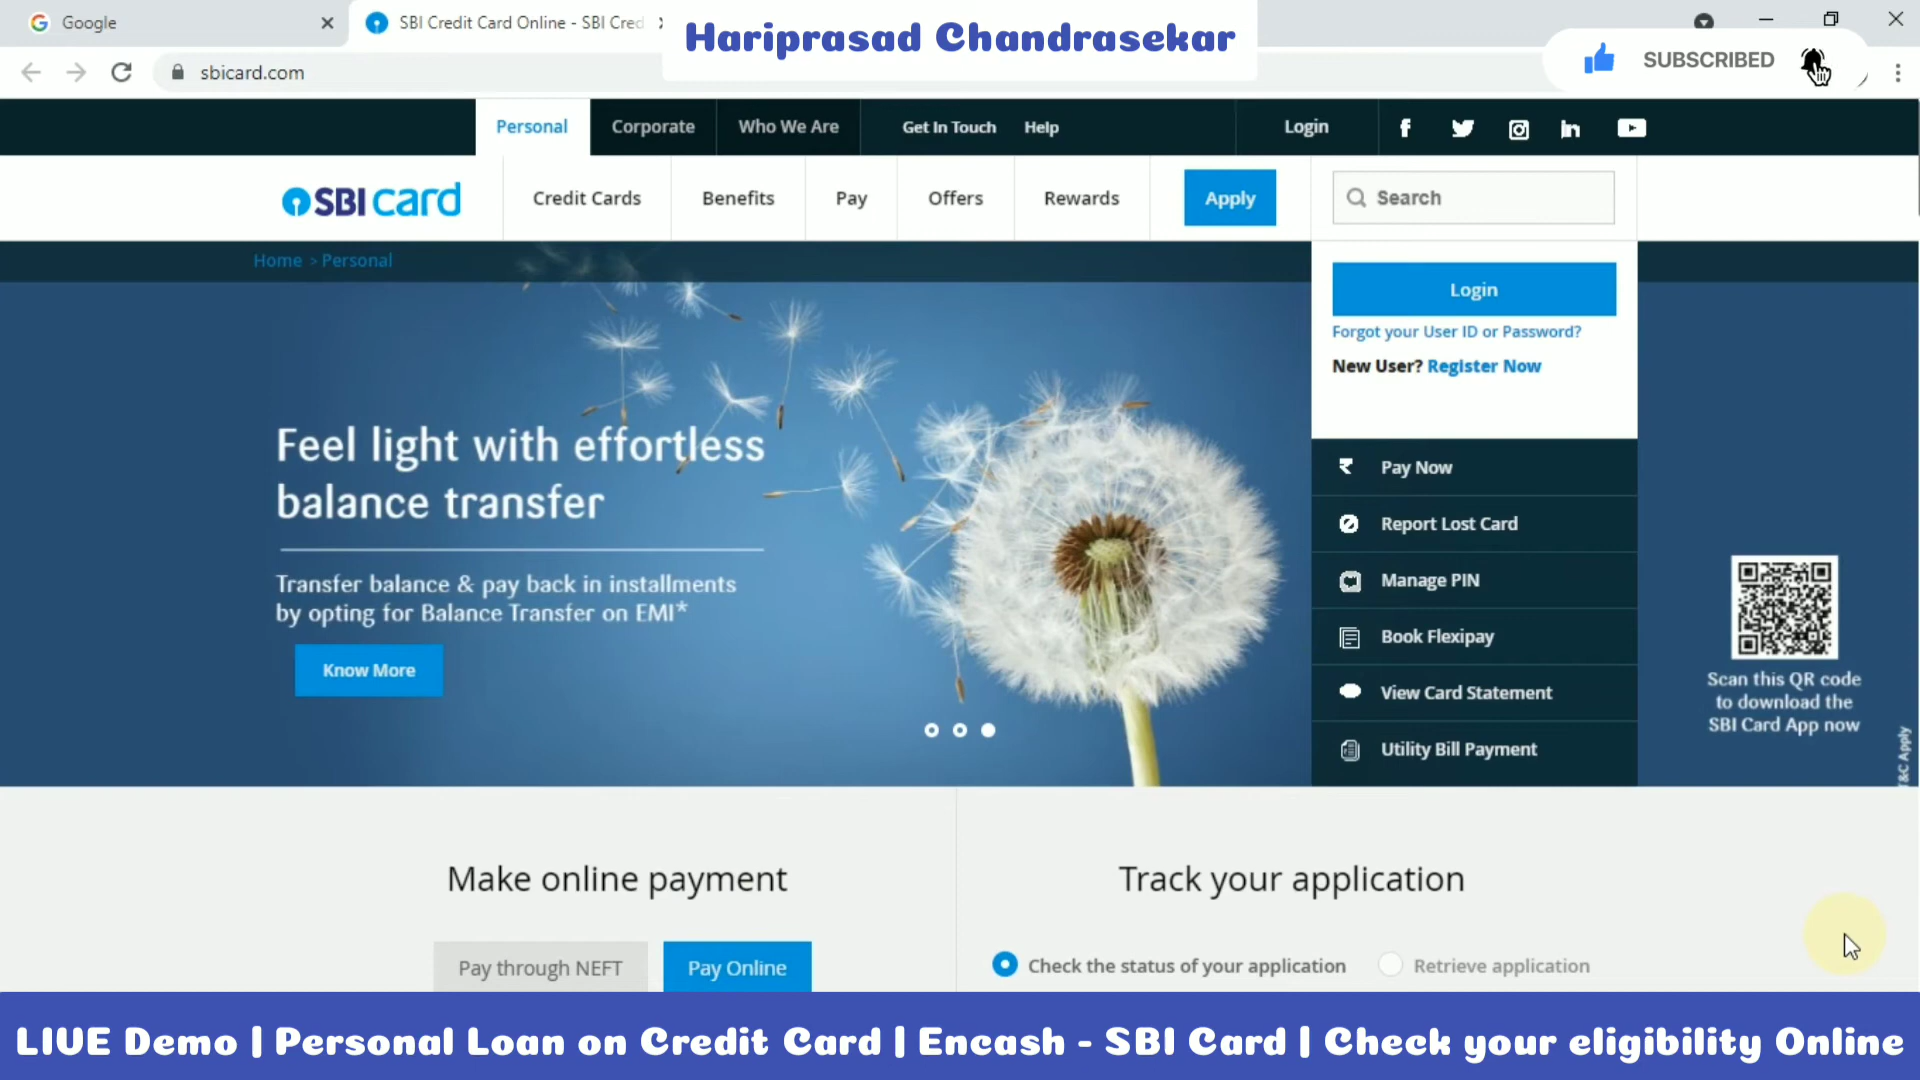 Google
SBI Credit Card Online - SBI Cred
Hariprasad Chandrasekar
SUBSCRIBED
sbicard.com
Personal
Corporate
Who We Are
Get In Touch
Help
Login
SBI card
Credit Cards
Benefits
Pay
Offers
Rewards
Apply
Search
Home > Personal
Login
Forgot your User ID or Password?
New User? Register Now
Feel light with effortless
balance transfer
Transfer balance & pay back in installments
by opting for Balance Transfer on EMI*
Know More
Pay Now
Report Lost Card
Manage PIN
Book Flexipay
View Card Statement
Utility Bill Payment
Scan this QR code
to download the
SBI Card App now
T&C Apply
Make online payment
Track your application
Pay through NEFT
Pay Online
Check the status of your application
Retrieve application
LIVE Demo | Personal Loan on Credit Card | Encash - SBI Card | Check your eligibility Online